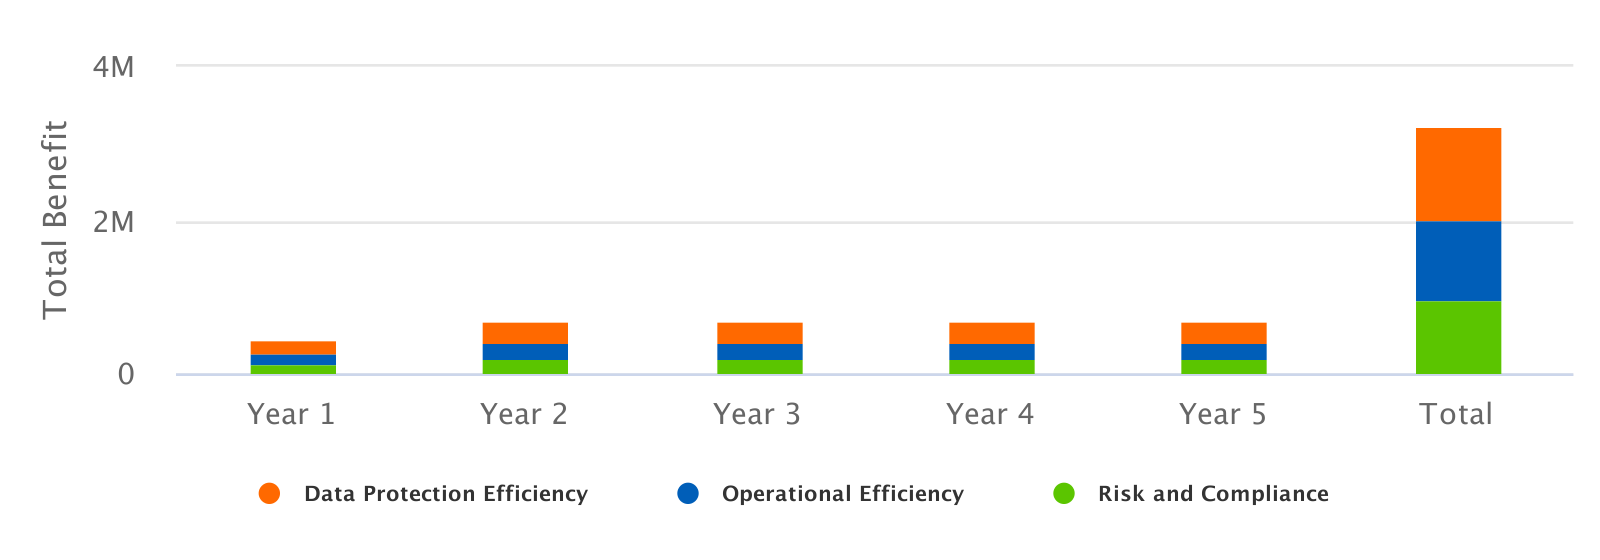 Total Benefit
4M
2M
0
Year 1 Year 2 Year 3 Year 4 Year 5 Total
Data Protection Efficiency Operational Efficiency Risk and Compliance